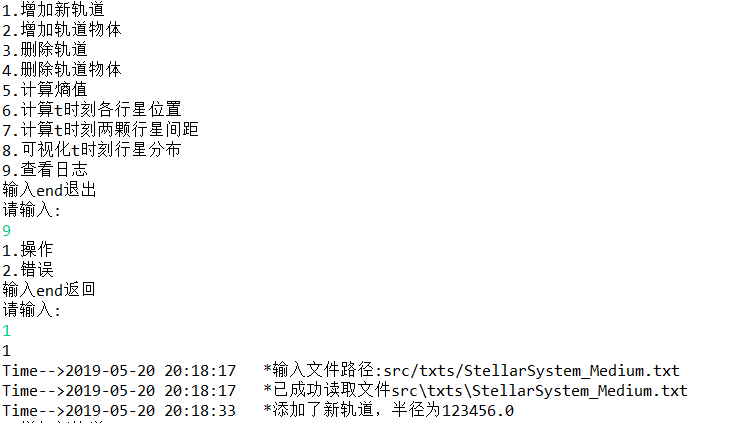 1.增加新轨道
2.增加轨道物体
3.删除轨道
4.删除轨道物体
5.计算熵值
6.计算t时刻各行星位置
7.计算t时刻两颗行星间距
8.可视化t时刻行星分布
9.查看日志
输入end退出
请输入:
9
1.操作
2.错误
输入end返回
请输入:
1
1
Time-->2019-05-20 20:18:17 *输入文件路径:src/txts/StellarSystem_Medium.txt
Time-->2019-05-20 20:18:17 *已成功读取文件src\txts\StellarSystem_Medium.txt
Time-->2019-05-20 20:18:33 *添加了新轨道，半径为123456.0